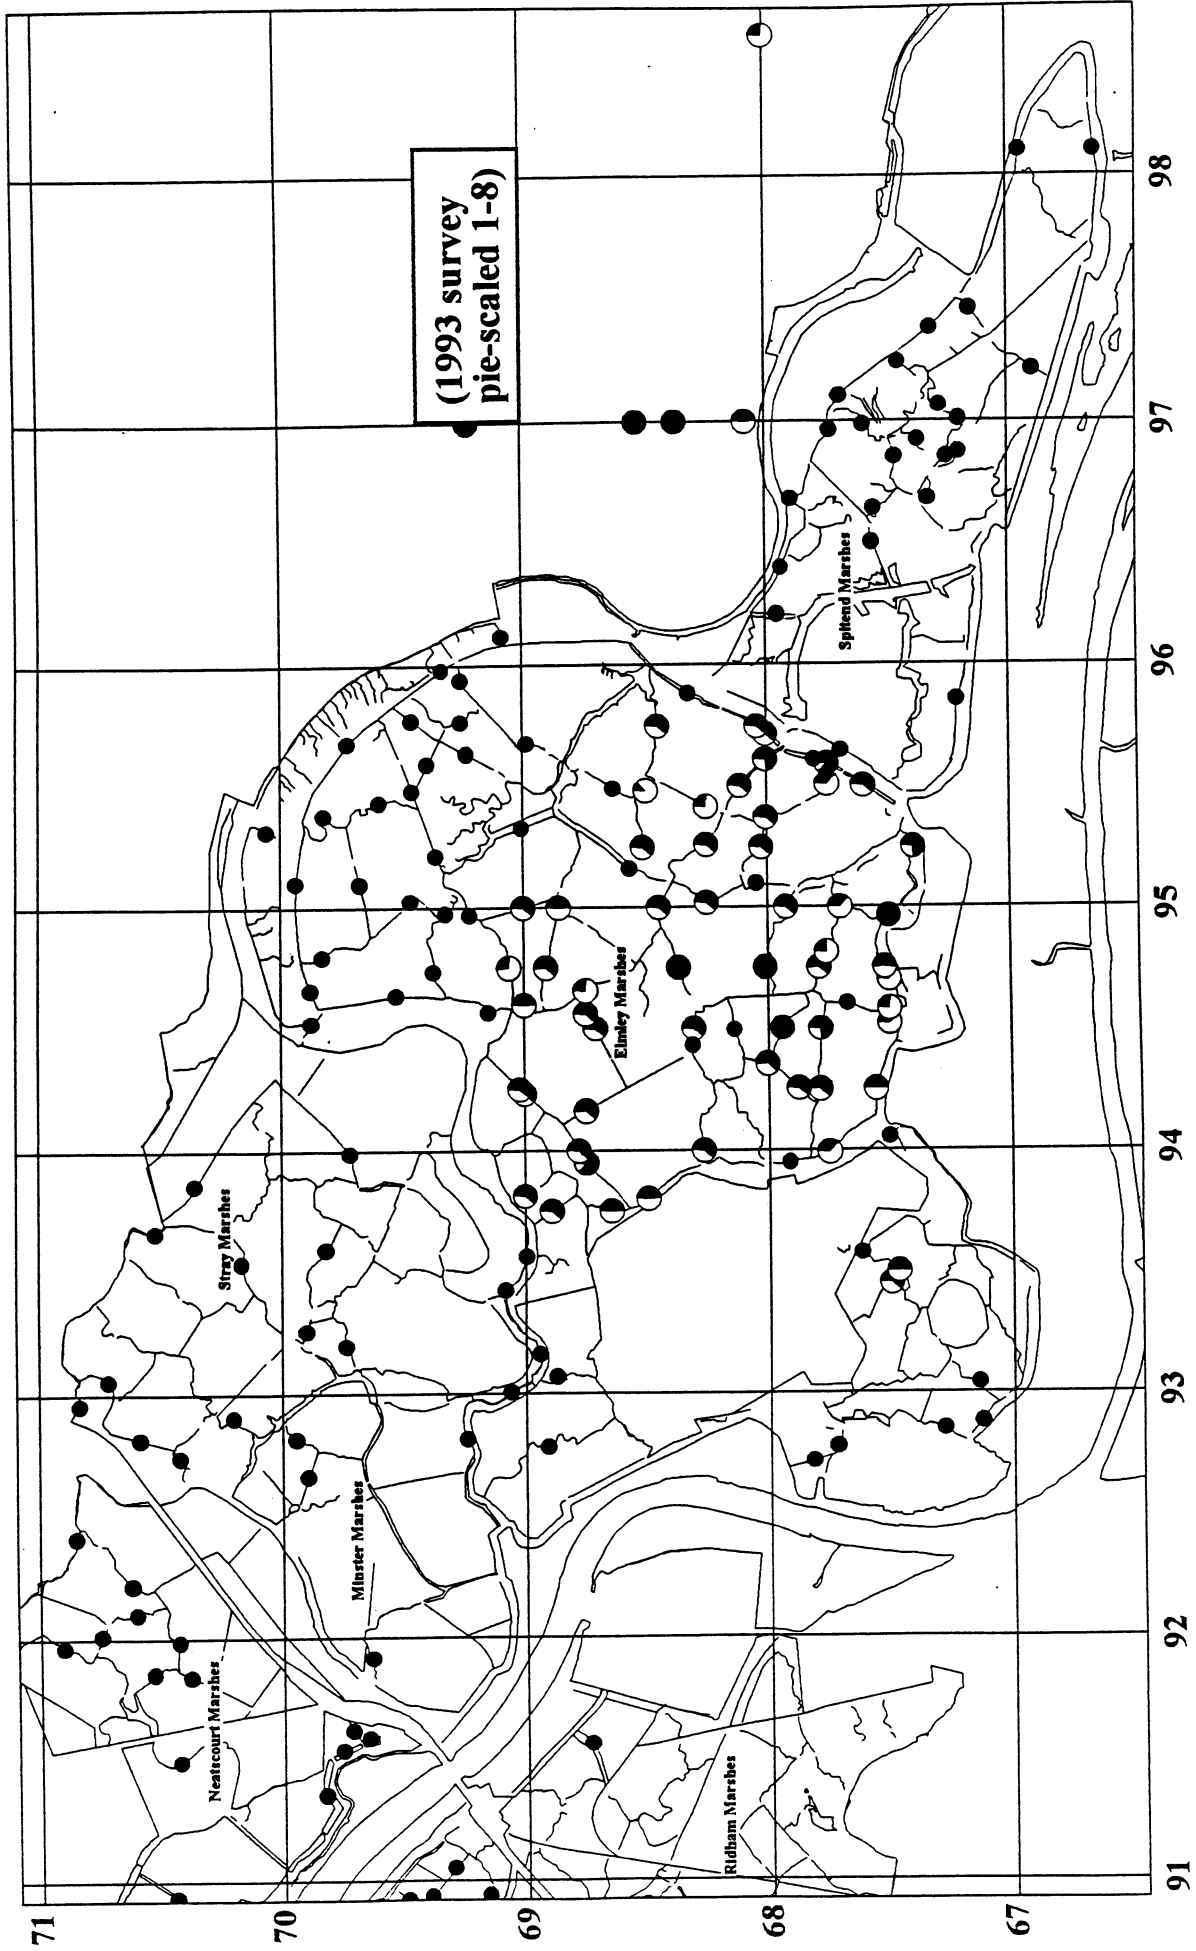 (1993 survey
pie-scaled 1-8)
Neatscourt Marshes
Minster Marshes
Stray Marshes
Ridham Marshes
Elmley Marshes
Spitend Marshes
71
70
69
68
67
91
92
93
94
95
96
97
98